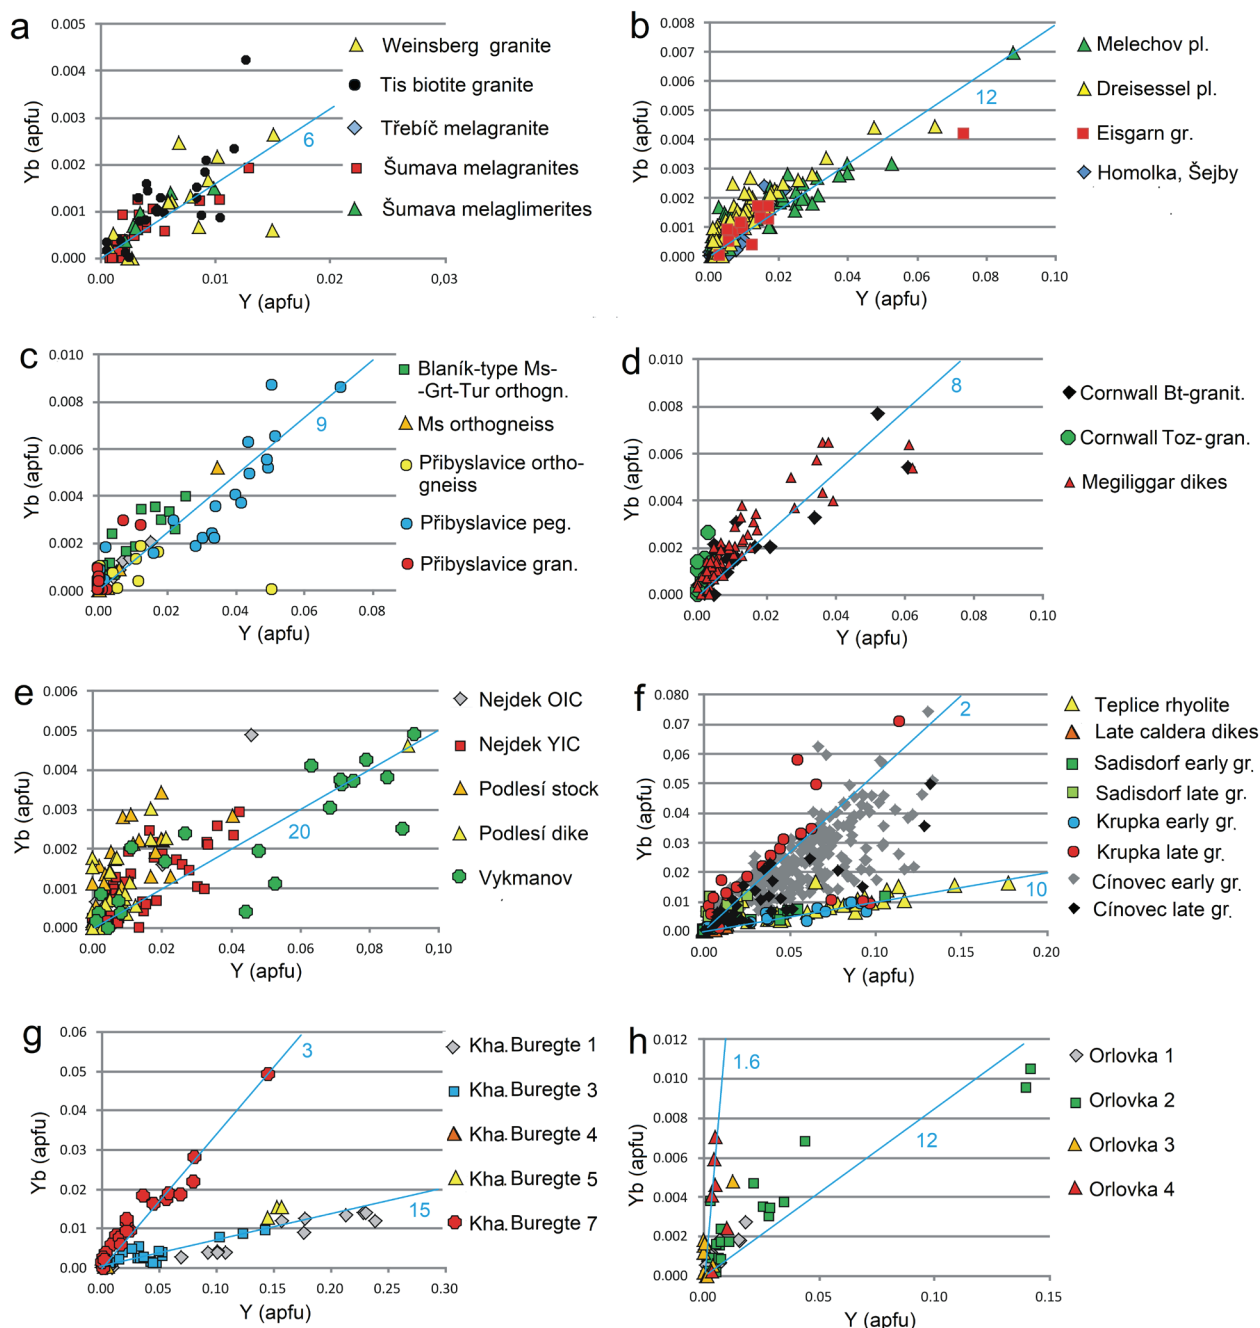 a
0.005
0.004
0.003
0.002
0.001
0.000
0.00
0.01
0,02
0,03
Yb (apfu)
Y (apfu)
6
Weinsberg granite
Tis biotite granite
Třebíč melagranite
Šumava melagranites
Šumava melaglimerites
b
0.008
0.007
0.006
0.005
0.004
0.003
0.002
0.001
0.000
0.00
0.02
0.04
0.06
0.08
0.10
Yb (apfu)
Y (apfu)
12
Melechov pl.
Dreisessel pl.
Eisgarn gr.
Homolka, Šejby
c
0.010
0.008
0.006
0.004
0.002
0.000
0.00
0.02
0.04
0.06
0.08
Yb (apfu)
Y (apfu)
9
Blaník-type Ms-
-Grt-Tur orthogn.
Ms orthogneiss
Přibyslavice ortho-
gneiss
Přibyslavice peg.
Přibyslavice gran.
d
0.010
0.008
0.006
0.004
0.002
0.000
0.00
0.02
0.04
0.06
0.08
0.10
Yb (apfu)
Y (apfu)
8
Cornwall Bt-granit.
Cornwall Toz-gran.
Megiliggar dikes
e
0.006
0.005
0.004
0.003
0.002
0.001
0.000
0.00
0.02
0.04
0.06
0.08
0.10
Yb (apfu)
Y (apfu)
20
Nejdek OIC
Nejdek YIC
Podlesí stock
Podlesí dike
Vykmanov
f
0.080
0.07
0.06
0.05
0.04
0.03
0.02
0.01
0.00
0.00
0.05
0.10
0.15
0.20
Yb (apfu)
Y (apfu)
2
10
Teplice rhyolite
Late caldera dikes
Sadisdorf early gr.
Sadisdorf late gr.
Krupka early gr.
Krupka late gr.
Cínovec early gr.
Cínovec late gr.
g
0.06
0.05
0.04
0.03
0.02
0.01
0.00
0.00
0.05
0.10
0.15
0.20
0.25
0.30
Yb (apfu)
Y (apfu)
3
15
Kha.Buregte 1
Kha.Buregte 3
Kha.Buregte 4
Kha.Buregte 5
Kha.Buregte 7
h
0.012
0.010
0.008
0.006
0.004
0.002
0.000
0.00
0.05
0.10
0.15
Yb (apfu)
Y (apfu)
1.6
12
Orlovka 1
Orlovka 2
Orlovka 3
Orlovka 4